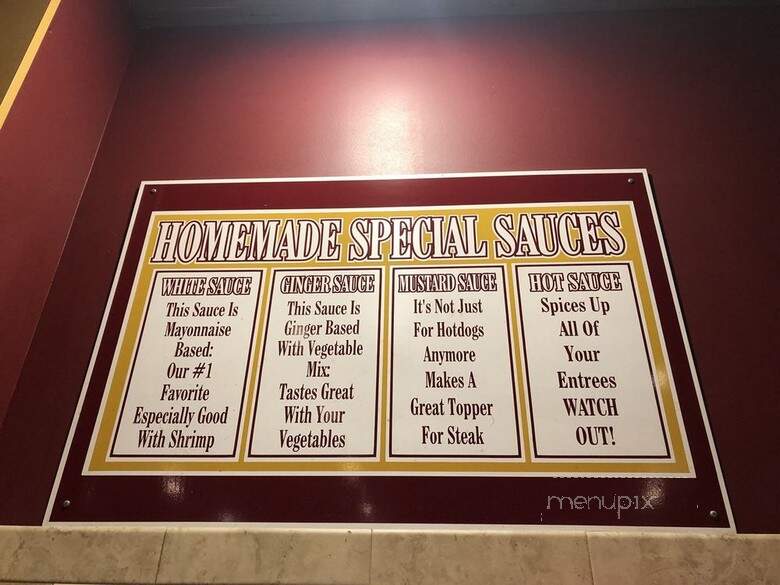 HOMEMADE SPECIAL SAUCES
WHITE SAUCE
This Sauce Is
Mayonnaise
Based:
Our #1
Favorite
Especially Good
With Shrimp
GINGER SAUCE
This Sauce Is
Ginger Based
With Vegetable
Mix:
Tastes Great
With Your
Vegetables
MUSTARD SAUCE
It's Not Just
For Hotdogs
Anymore
Makes A
Great Topper
For Steak
HOT SAUCE
Spices Up
All Of
Your
Entrees
WATCH
OUT!
menupix